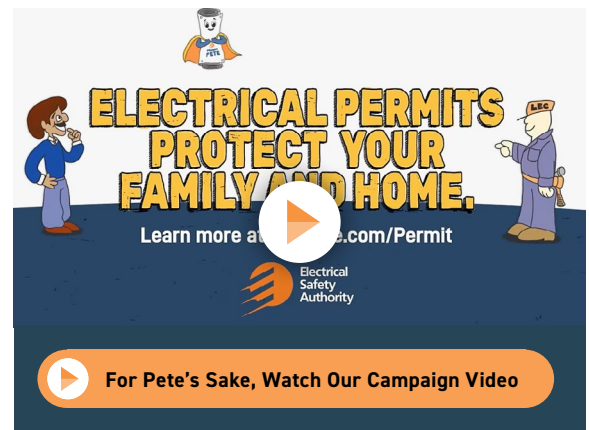 PETE
ELECTRICAL PERMITS
PROTECT YOUR
FAMILY AND HOME.
LEC
Learn more at e.com/Permit
Electrical
Safety
Authority
For Pete's Sake, Watch Our Campaign Video